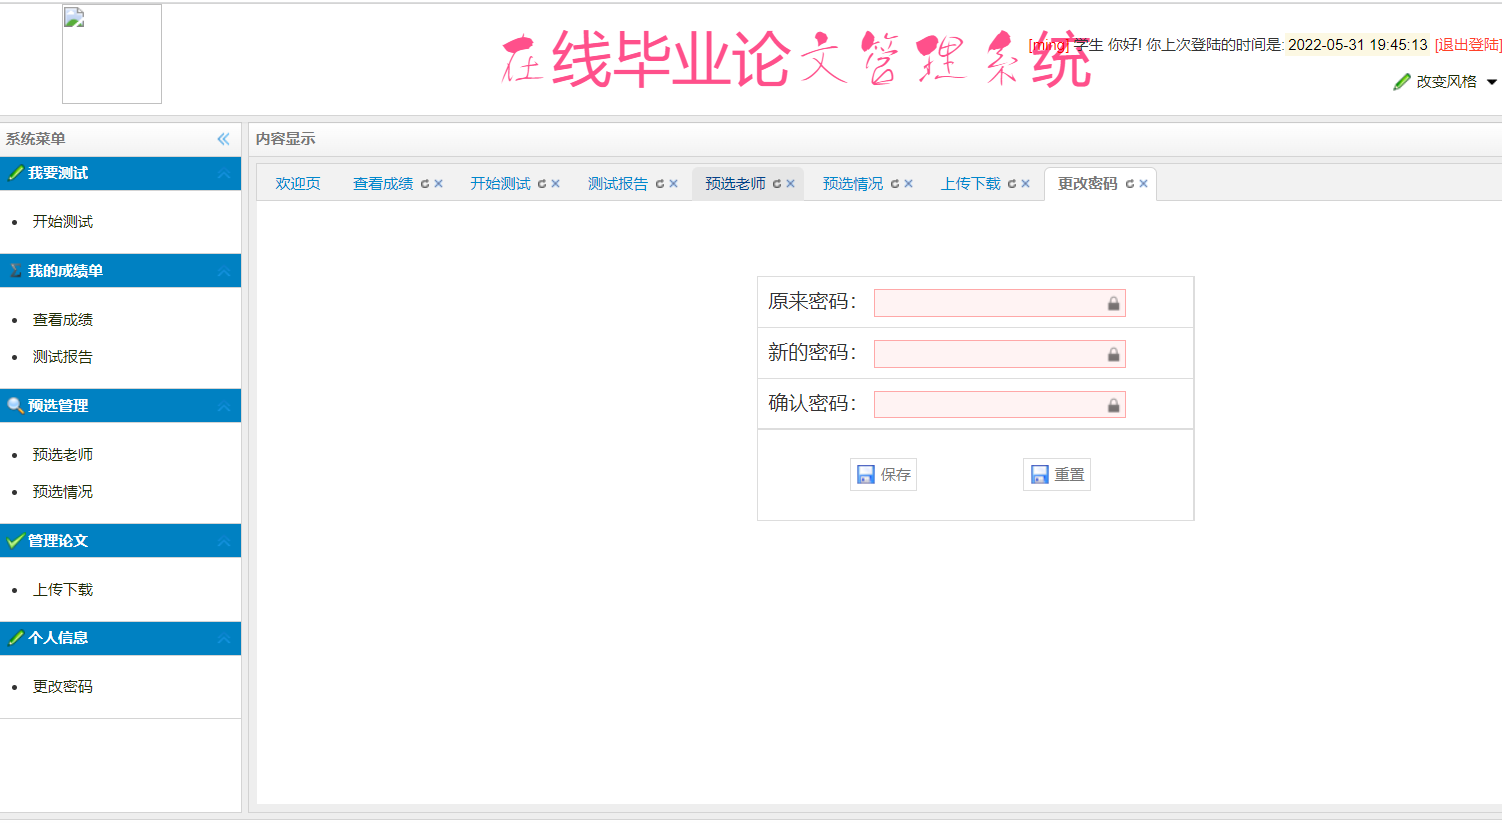 在线毕业论文管理系统
[ming] 学生 你好! 你上次登陆的时间是: 2022-05-31 19:45:13 [退出登陆]
改变风格
系统菜单
内容显示
我要测试
欢迎页 查看成绩 开始测试 测试报告 预选老师 预选情况 上传下载 更改密码
开始测试
我的成绩单
查看成绩
测试报告
预选管理
预选老师
预选情况
管理论文
上传下载
个人信息
更改密码
原来密码：
新的密码：
确认密码：
保存 重置